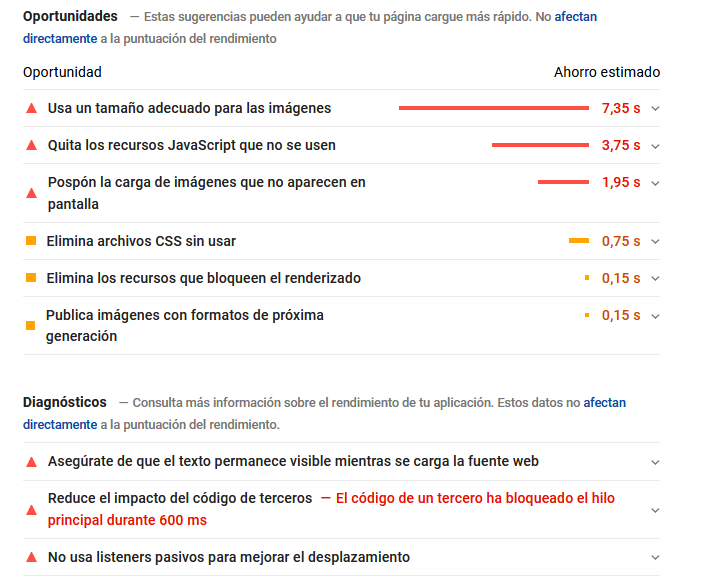 Oportunidades — Estas sugerencias pueden ayudar a que tu página cargue más rápido. No afectan
directamente a la puntuación del rendimiento
Oportunidad Ahorro estimado
Usa un tamaño adecuado para las imágenes 7,35 s
Quita los recursos JavaScript que no se usen 3,75 s
Pospón la carga de imágenes que no aparecen en 1,95 s
pantalla
Elimina archivos CSS sin usar 0,75 s
Elimina los recursos que bloqueen el renderizado 0,15 s
Publica imágenes con formatos de próxima 0,15 s
generación
Diagnósticos — Consulta más información sobre el rendimiento de tu aplicación. Estos datos no afectan
directamente a la puntuación del rendimiento.
Asegúrate de que el texto permanece visible mientras se carga la fuente web
Reduce el impacto del código de terceros — El código de un tercero ha bloqueado el hilo
principal durante 600 ms
No usa listeners pasivos para mejorar el desplazamiento